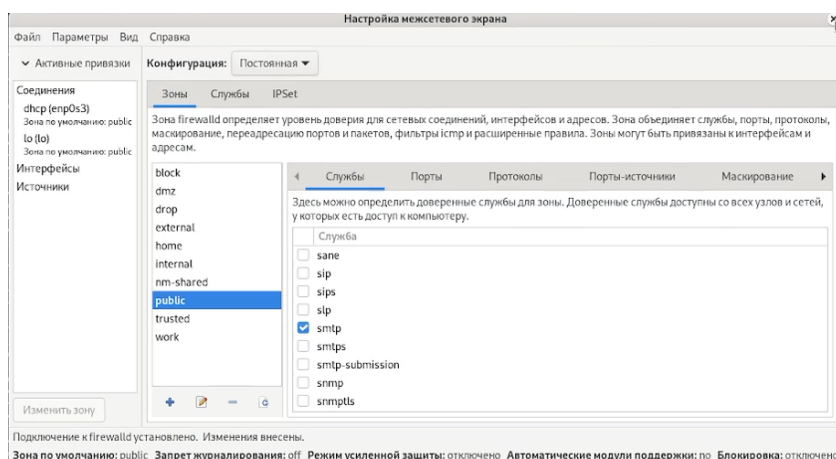 Настройка межсетевого экрана
Файл Параметры Вид Справка
Активные привязки
Конфигурация: Постоянная
Соединения
dhcp (enp0s3)
Зона по умолчанию: public
lo (lo)
Зона по умолчанию: public
Интерфейсы
Источники
Изменить зону
Зоны Службы IPSet
Зона firewalld определяет уровень доверия для сетевых соединений, интерфейсов и адресов. Зона объединяет службы, порты, протоколы,
маскирование, переадресацию портов и пакетов, фильтры icmp и расширенные правила. Зоны могут быть привязаны к интерфейсам и
адресам.
block
dmz
drop
external
home
internal
nm-shared
public
trusted
work
Службы Порты Протоколы Порты-источники Маскирование
Здесь можно определить доверенные службы для зоны. Доверенные службы доступны со всех узлов и сетей,
у которых есть доступ к компьютеру.
Служба
sane
sip
sips
slp
smtp
smtps
smtp-submission
snmp
snmptls
Подключение к firewalld установлено. Изменения внесены.
Зона по умолчанию: public Запрет журналирования: off Режим усиленной защиты: отключено Автоматические модули поддержки: no Блокировка: отключено